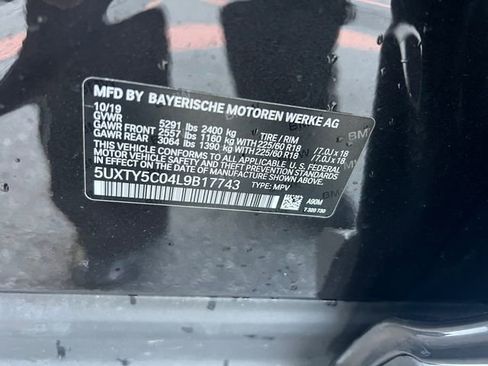 MFD BY BAYERISCHE MOTOREN WERKE AG
10/19
GVWR 5291 lbs 2400 kg TIRE / RIM
GAWR FRONT 2557 lbs 1160 kg WITH 225/60 R18 /7.0J x 18
GAWR REAR 3064 lbs 1390 kg WITH 225/60 R18 /7.0J x 18
THIS VEHICLE CONFORMS TO ALL APPLICABLE U.S. FEDERAL
MOTOR VEHICLE SAFETY, BUMPER, AND THEFT PREVENTION
STANDARDS IN EFFECT ON THE DATE OF MANUFACTURE SHOWN ABOVE.
5UXTY5C04L9B17743 TYPE: MPV
A90M